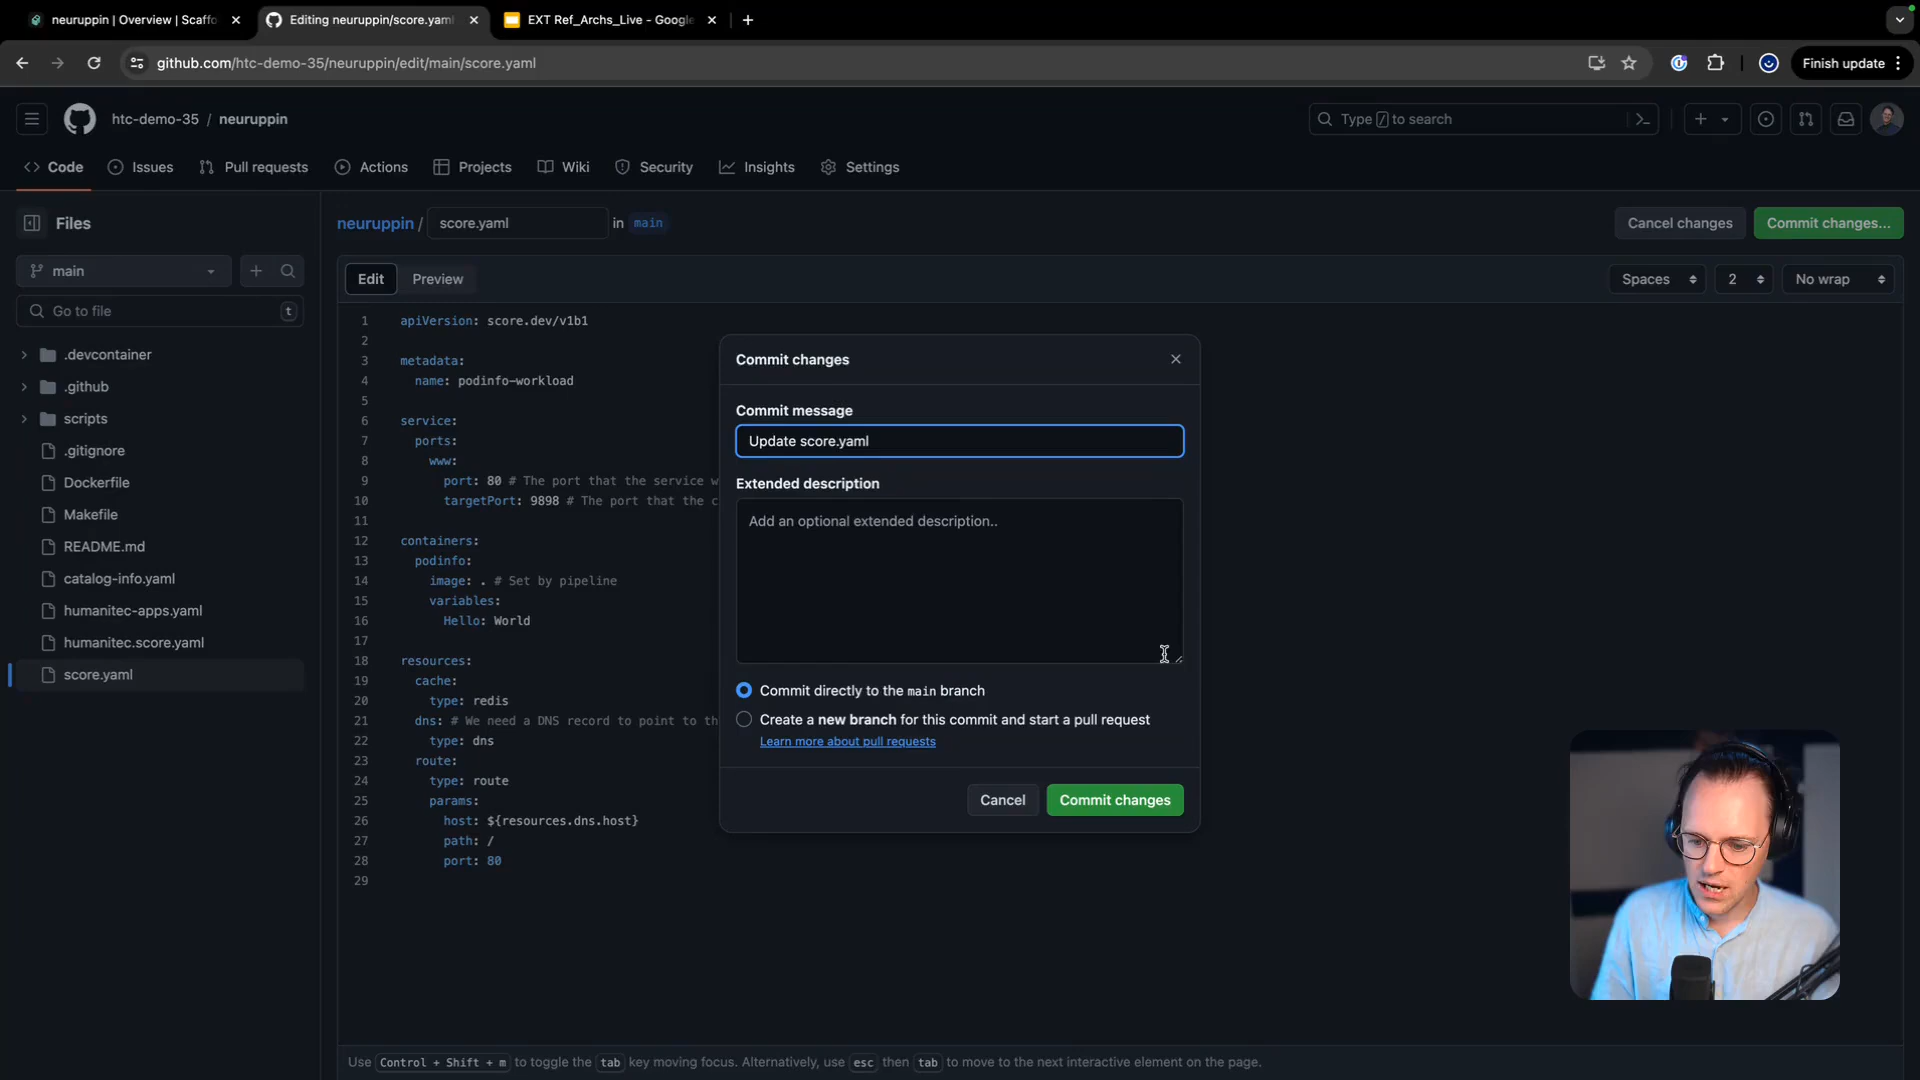 neuruppin | Overview | Scaffo
Editing neuruppin/score.yaml
EXT Ref_Archs_Live - Google
github.com/htc-demo-35/neuruppin/edit/main/score.yaml
Finish update
htc-demo-35 / neuruppin
Type / to search
Code
Issues
Pull requests
Actions
Projects
Wiki
Security
Insights
Settings
Files
neuruppin / score.yaml in main
Cancel changes
Commit changes...
main
Edit
Preview
Spaces
2
No wrap
Go to file
t
.devcontainer
.github
scripts
.gitignore
Dockerfile
Makefile
README.md
catalog-info.yaml
humanitec-apps.yaml
humanitec.score.yaml
score.yaml
1 apiVersion: score.dev/v1b1
2
3 metadata:
4 name: podinfo-workload
5
6 service:
7 ports:
8 www:
9 port: 80 # The port that the service w
10 targetPort: 9898 # The port that the c
11
12 containers:
13 podinfo:
14 image: . # Set by pipeline
15 variables:
16 Hello: World
17
18 resources:
19 cache:
20 type: redis
21 dns: # We need a DNS record to point to th
22 type: dns
23 route:
24 type: route
25 params:
26 host: ${resources.dns.host}
27 path: /
28 port: 80
29
Commit changes
Commit message
Update score.yaml
Extended description
Add an optional extended description..
Commit directly to the main branch
Create a new branch for this commit and start a pull request
Learn more about pull requests
Cancel
Commit changes
Use Control + Shift + m to toggle the tab key moving focus. Alternatively, use esc then tab to move to the next interactive element on the page.